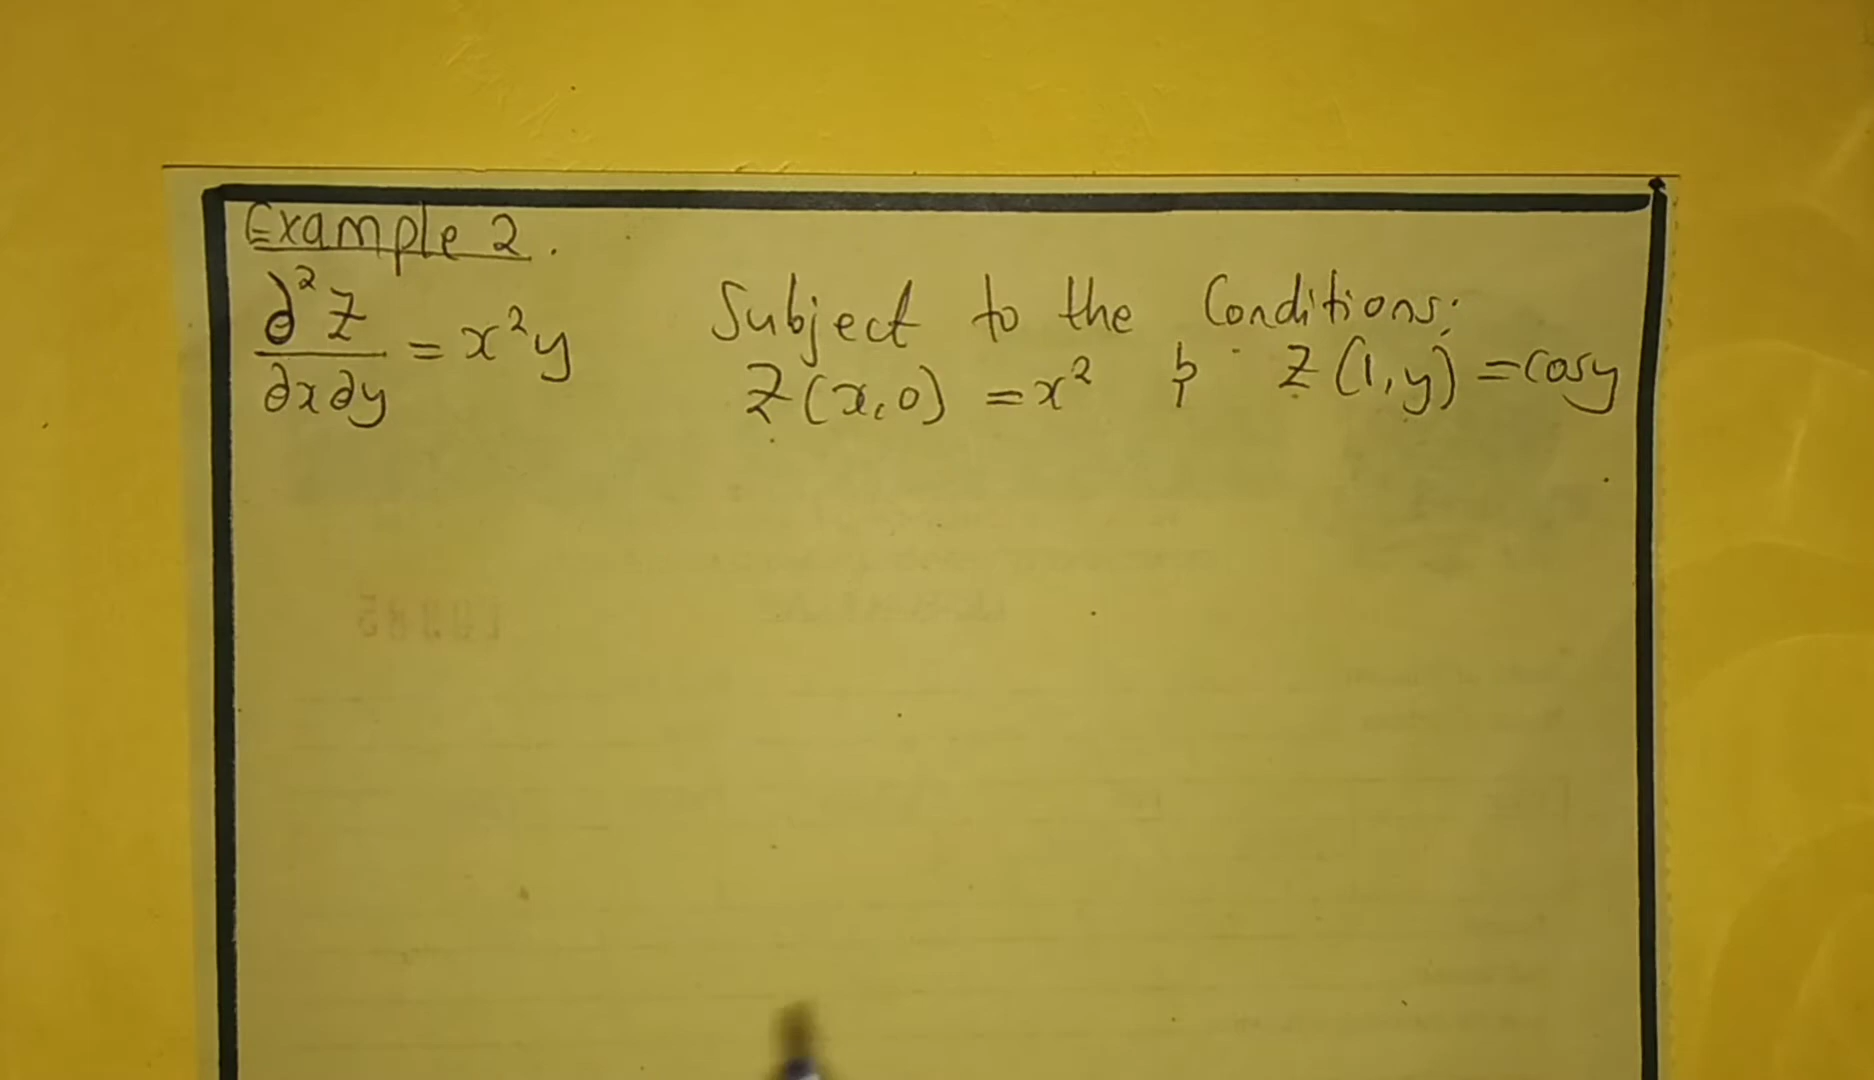 Example 2.
∂²Z/∂x∂y = x²y
Subject to the Conditions;
Z(x,0) = x² & Z(1,y) = cosy